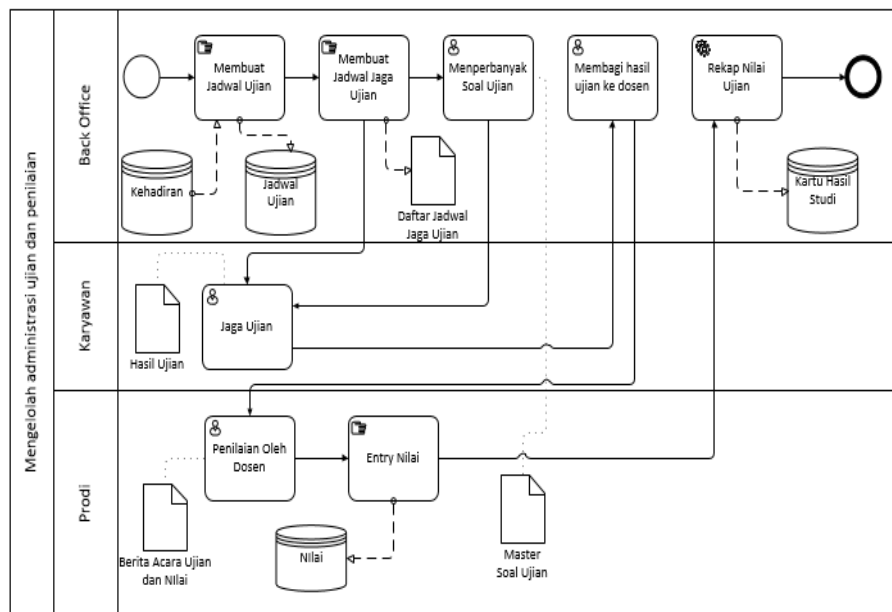 Mengelolah administrasi ujian dan penilaian
Back Office
Membuat
Jadwal Ujian
Membuat
Jadwal Jaga
Ujian
Menperbanyak
Soal Ujian
Membagi hasil
ujian ke dosen
Rekap Nilai
Ujian
Kehadiran
Jadwal
Ujian
Daftar Jadwal
Jaga Ujian
Kartu Hasil
Studi
Karyawan
Jaga Ujian
Hasil Ujian
Prodi
Penilaian Oleh
Dosen
Entry Nilai
Berita Acara Ujian
dan NIlai
NIlai
Master
Soal Ujian